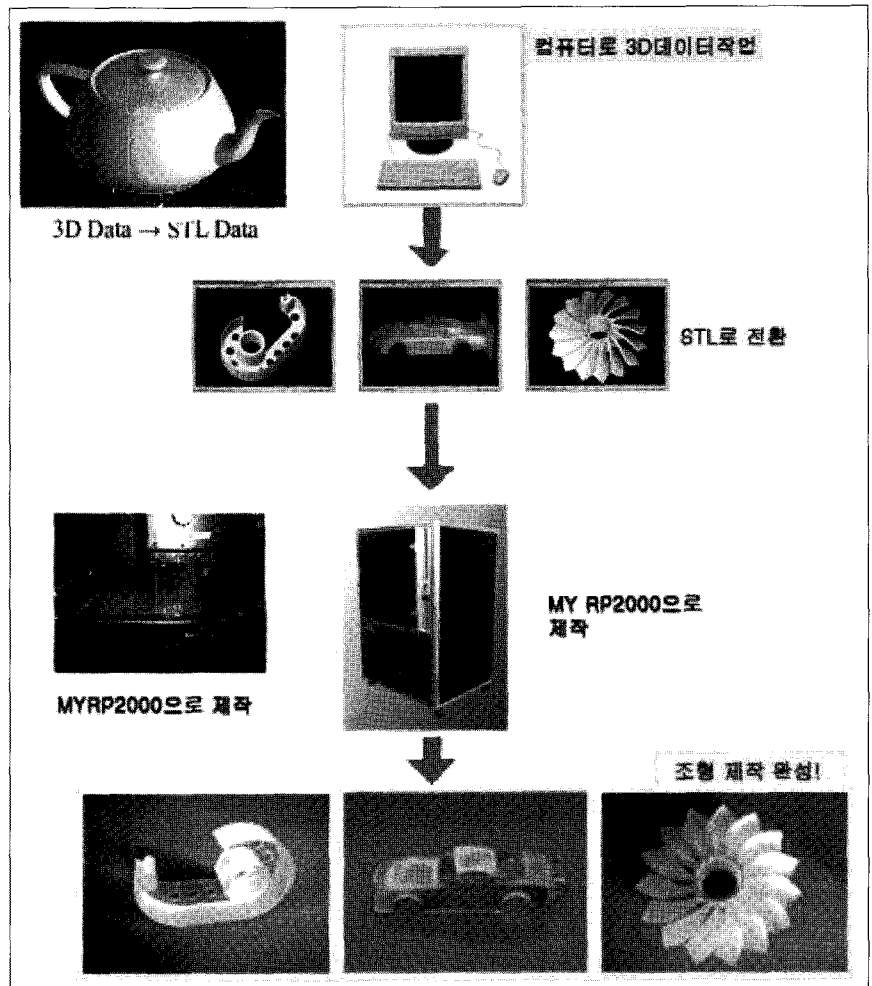 컴퓨터로 3D데이터작업
3D Data → STL Data
STL로 전환
MY RP2000으로
제작
MYRP2000으로 제작
조형 제작 완성!